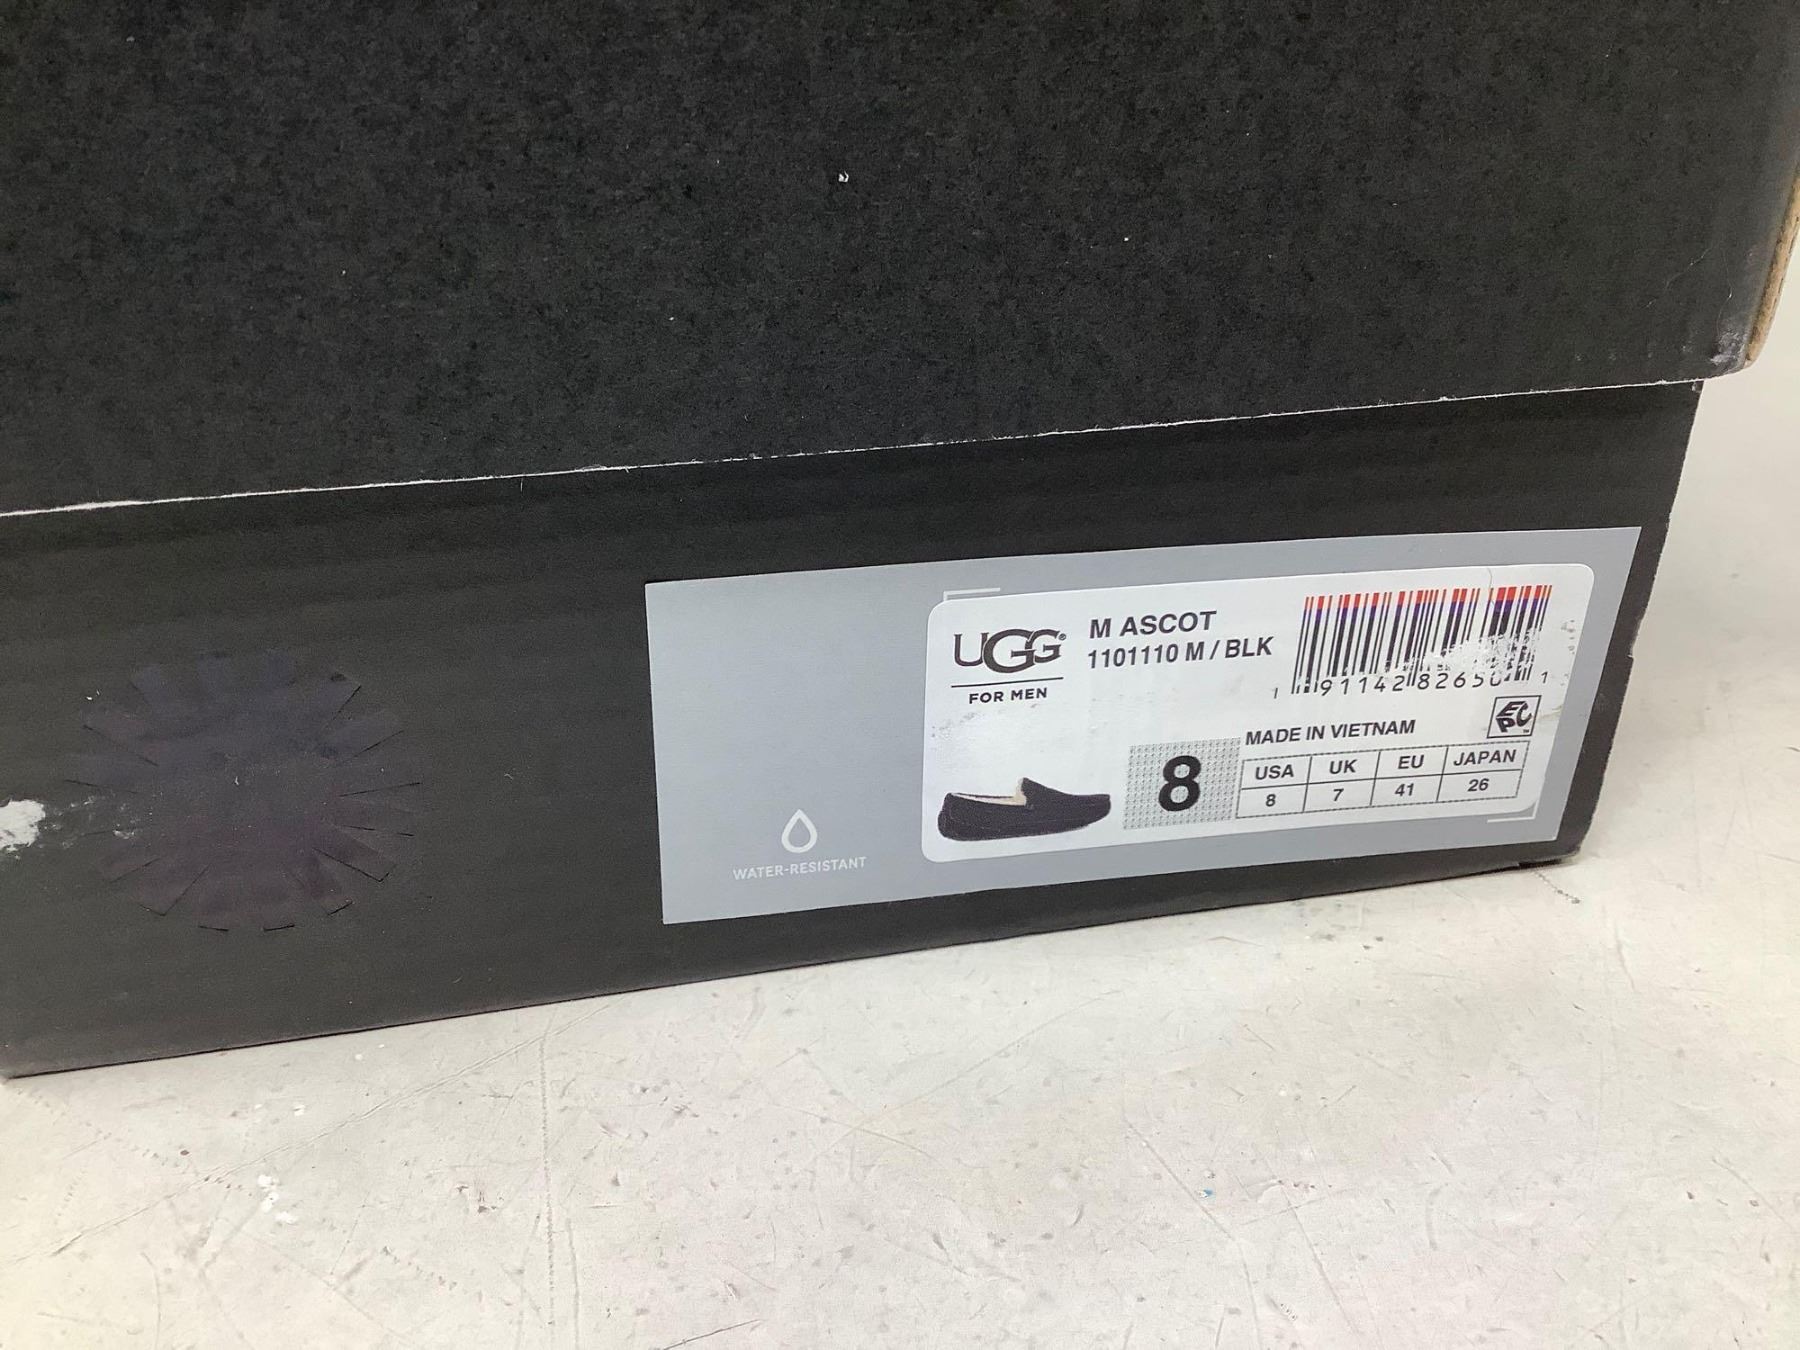 UGG®
FOR MEN
M ASCOT
1101110 M / BLK
MADE IN VIETNAM
EPC™
8
USA UK EU JAPAN
8 7 41 26
WATER-RESISTANT